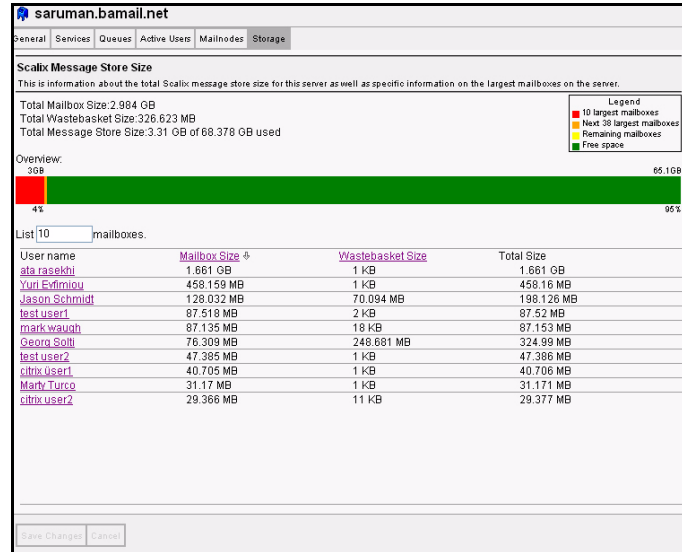 saruman.bamail.net
General Services Queues Active Users Mailnodes Storage
Scalix Message Store Size
This is information about the total Scalix message store size for this server as well as specific information on the largest mailboxes on the server.
Total Mailbox Size:2.984 GB
Total Wastebasket Size:326.623 MB
Total Message Store Size:3.31 GB of 68.378 GB used
Legend
10 largest mailboxes
Next 38 largest mailboxes
Remaining mailboxes
Free space
Overview:
3GB 65.1GB
4% 95%
List 10 mailboxes.
User name Mailbox Size Wastebasket Size Total Size
ata rasekhi 1.661 GB 1 KB 1.661 GB
Yuri Evfimiou 458.159 MB 1 KB 458.16 MB
Jason Schmidt 128.032 MB 70.094 MB 198.126 MB
test user1 87.518 MB 2 KB 87.52 MB
mark waugh 87.135 MB 18 KB 87.153 MB
Georg Solti 76.309 MB 248.681 MB 324.99 MB
test user2 47.385 MB 1 KB 47.386 MB
citrix üser1 40.705 MB 1 KB 40.706 MB
Marty Turco 31.17 MB 1 KB 31.171 MB
citrix user2 29.366 MB 11 KB 29.377 MB
Save Changes Cancel